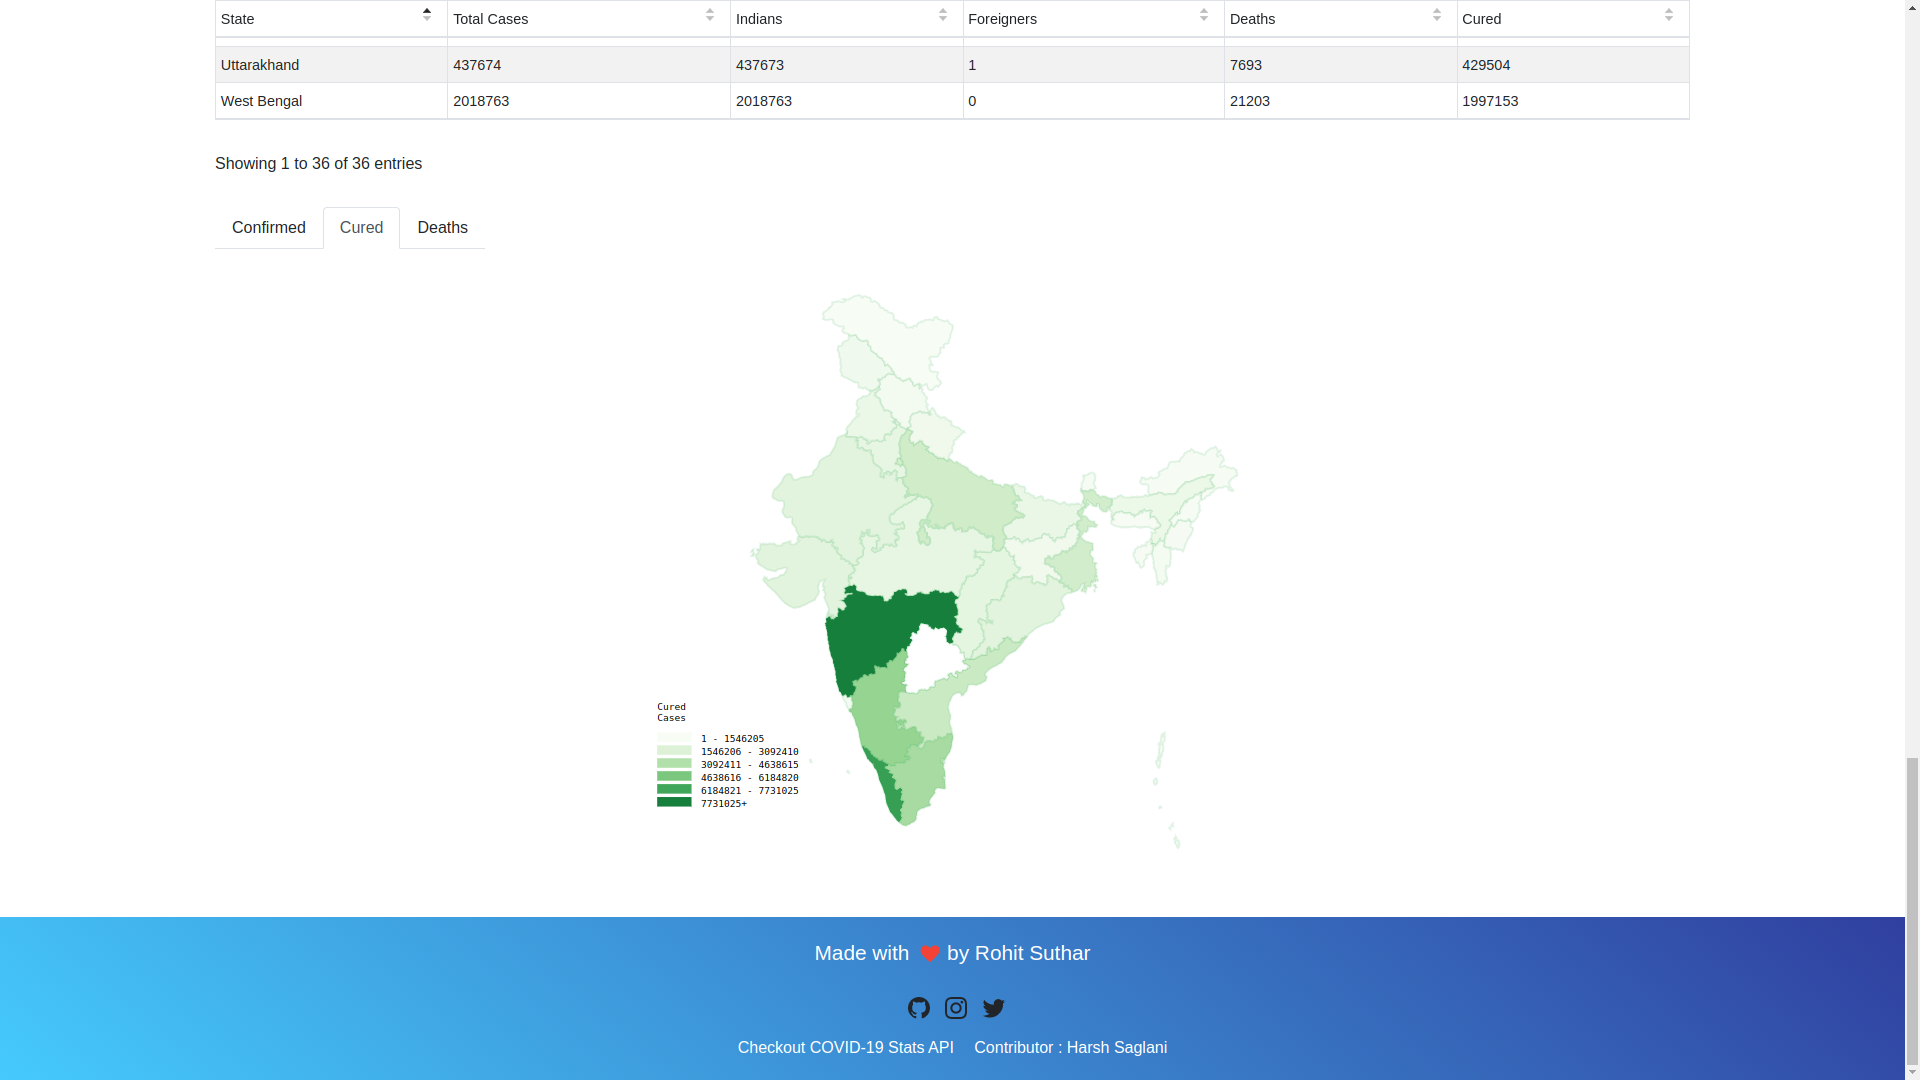 State Total Cases Indians Foreigners Deaths Cured
Uttarakhand 437674 437673 1 7693 429504
West Bengal 2018763 2018763 0 21203 1997153
Showing 1 to 36 of 36 entries
Confirmed Cured Deaths
Cured
Cases
1 - 1546205
1546206 - 3092410
3092411 - 4638615
4638616 - 6184820
6184821 - 7731025
7731025+
Made with ❤ by Rohit Suthar
Checkout COVID-19 Stats API Contributor : Harsh Saglani